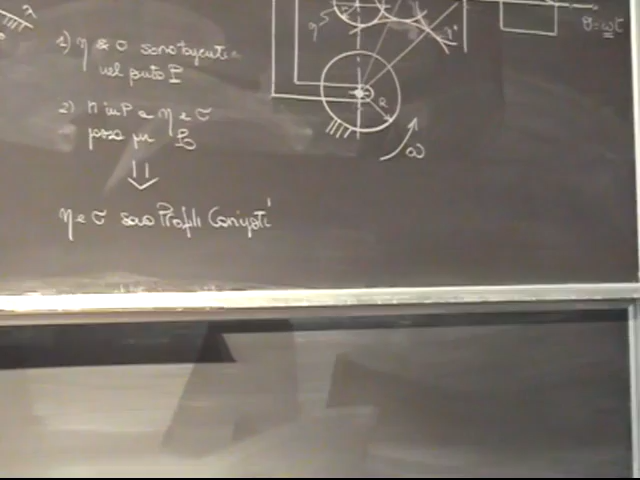 λ
1) η e σ sono tangenti
nel punto P
2) n in P a η e σ
passa per P₀
⇓
η e σ sono Profili Coniugati
η
R
ω
θ=ωt